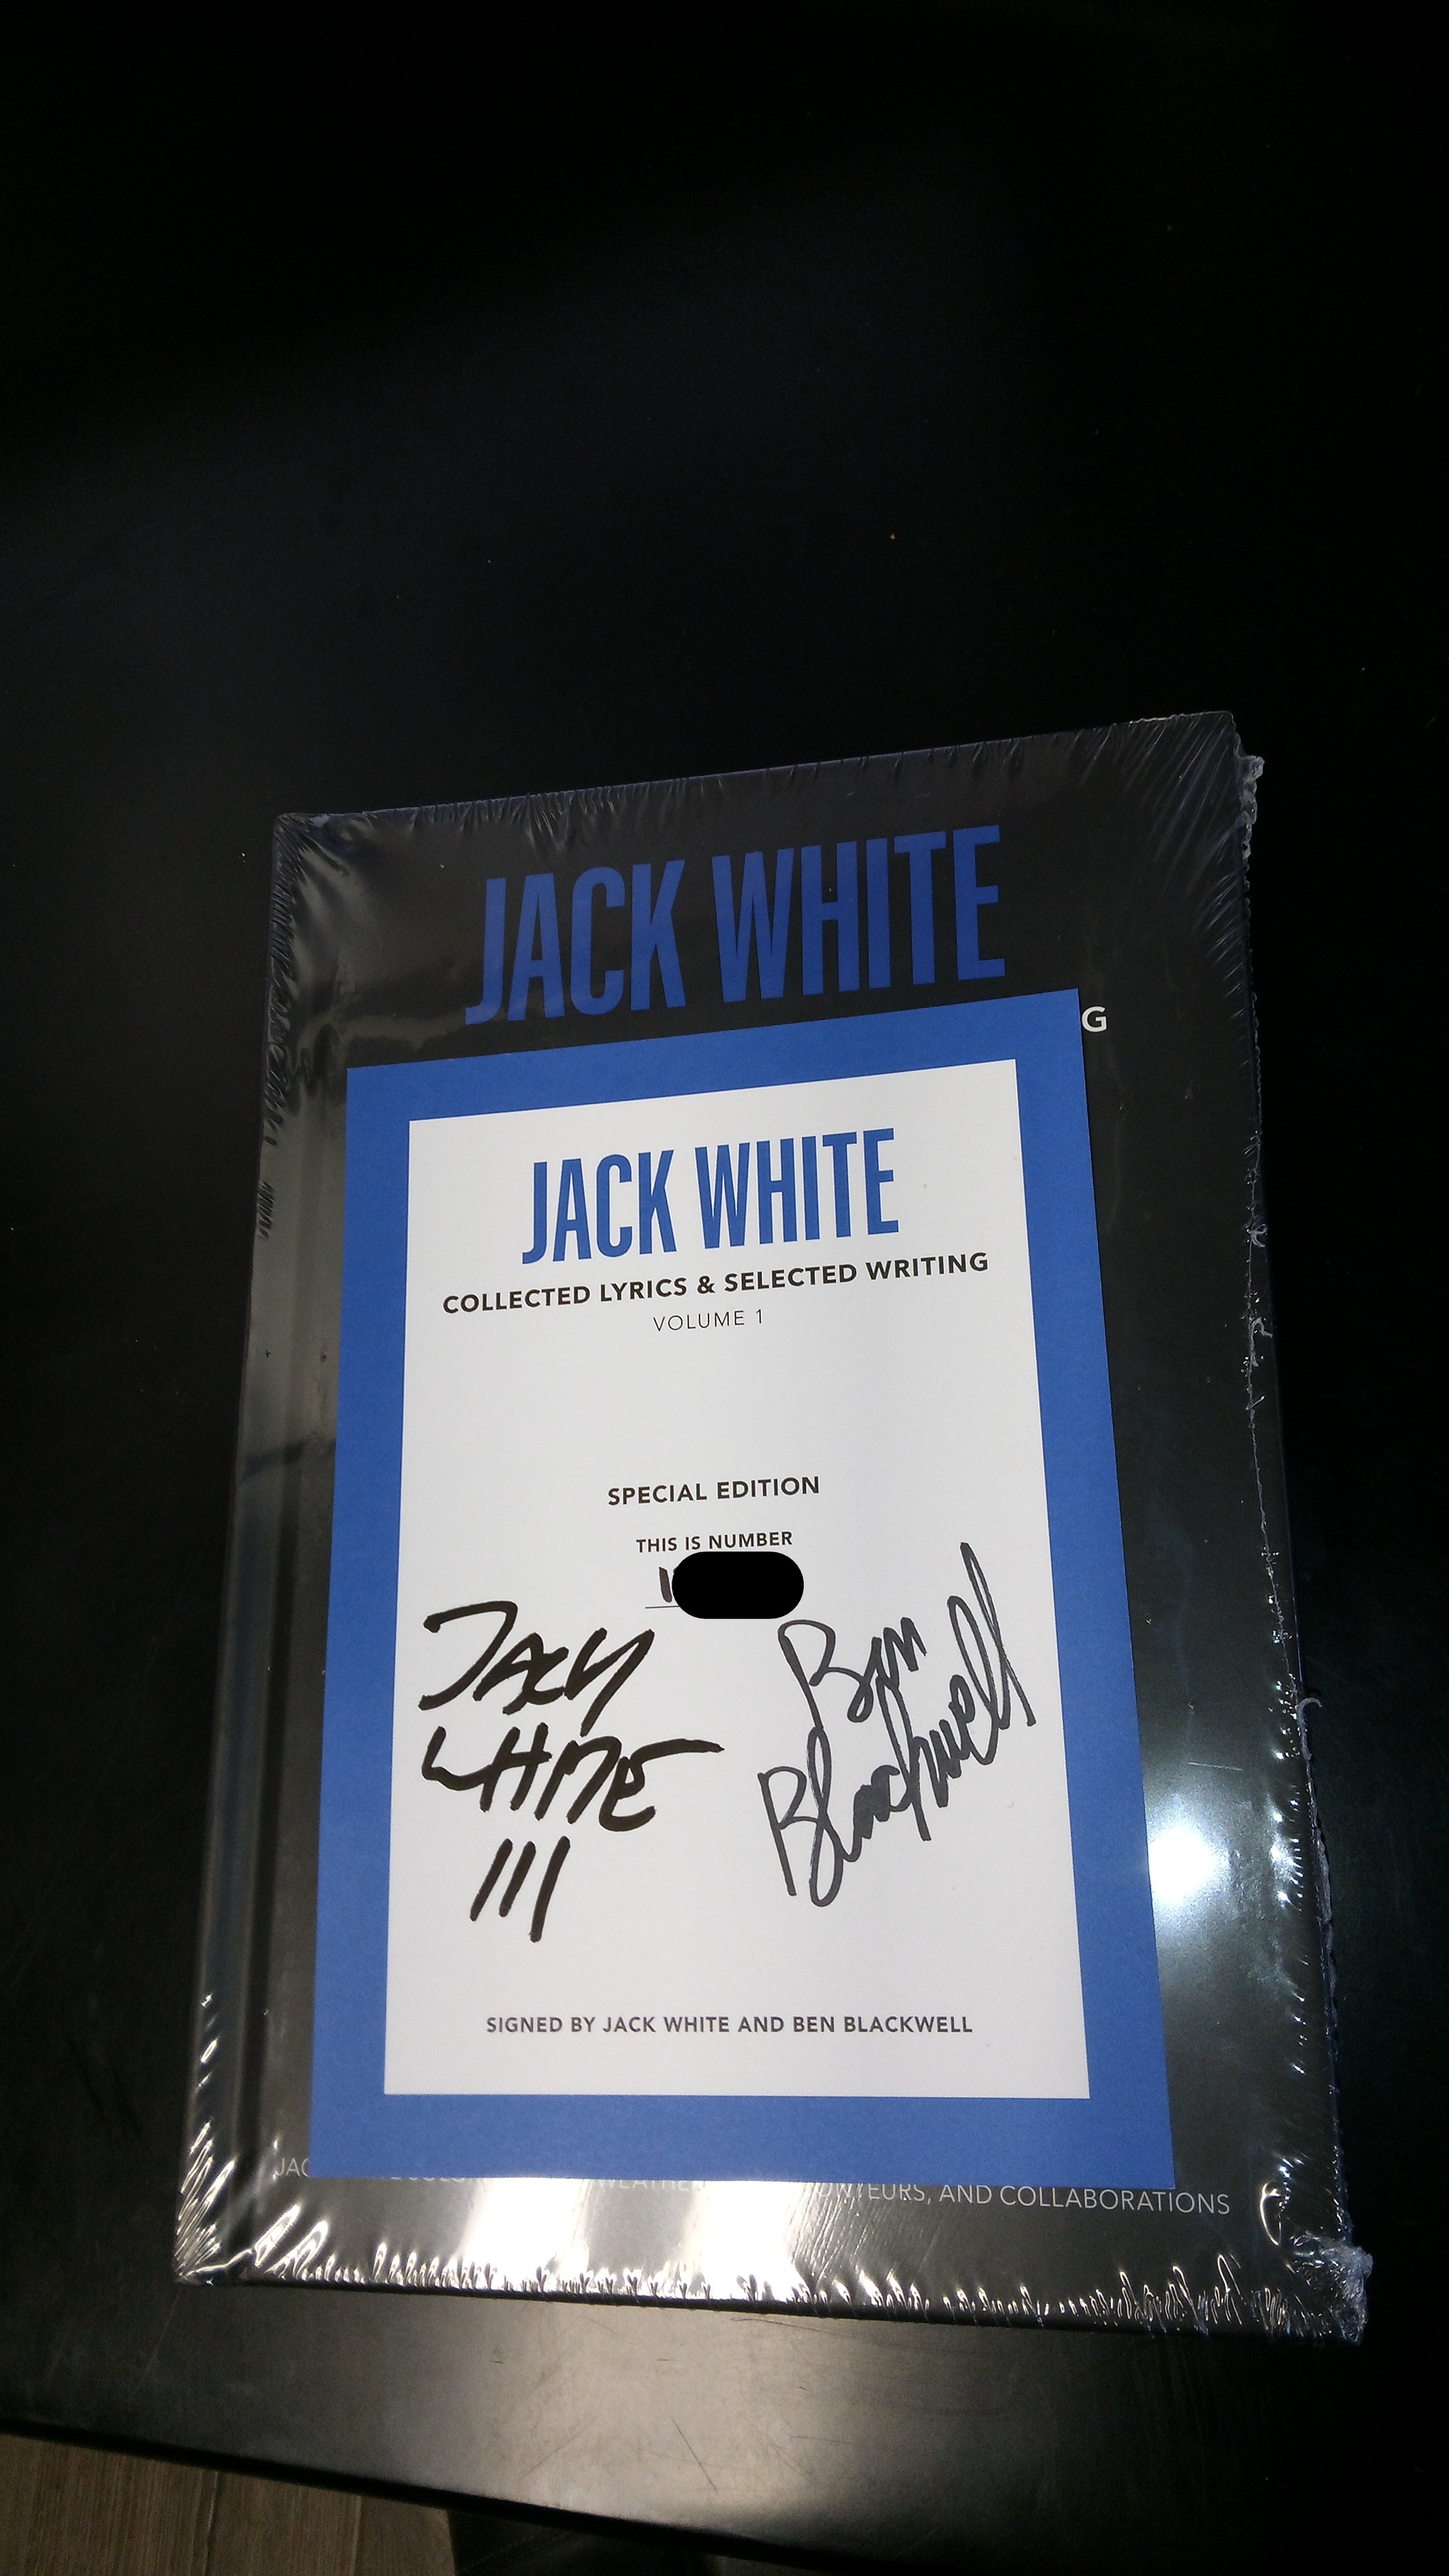 JACK WHITE
G
JACK WHITE
COLLECTED LYRICS & SELECTED WRITING
VOLUME 1
SPECIAL EDITION
THIS IS NUMBER
JACK
WHITE
III
Ben
Blackwell
SIGNED BY JACK WHITE AND BEN BLACKWELL
AND COLLABORATIONS